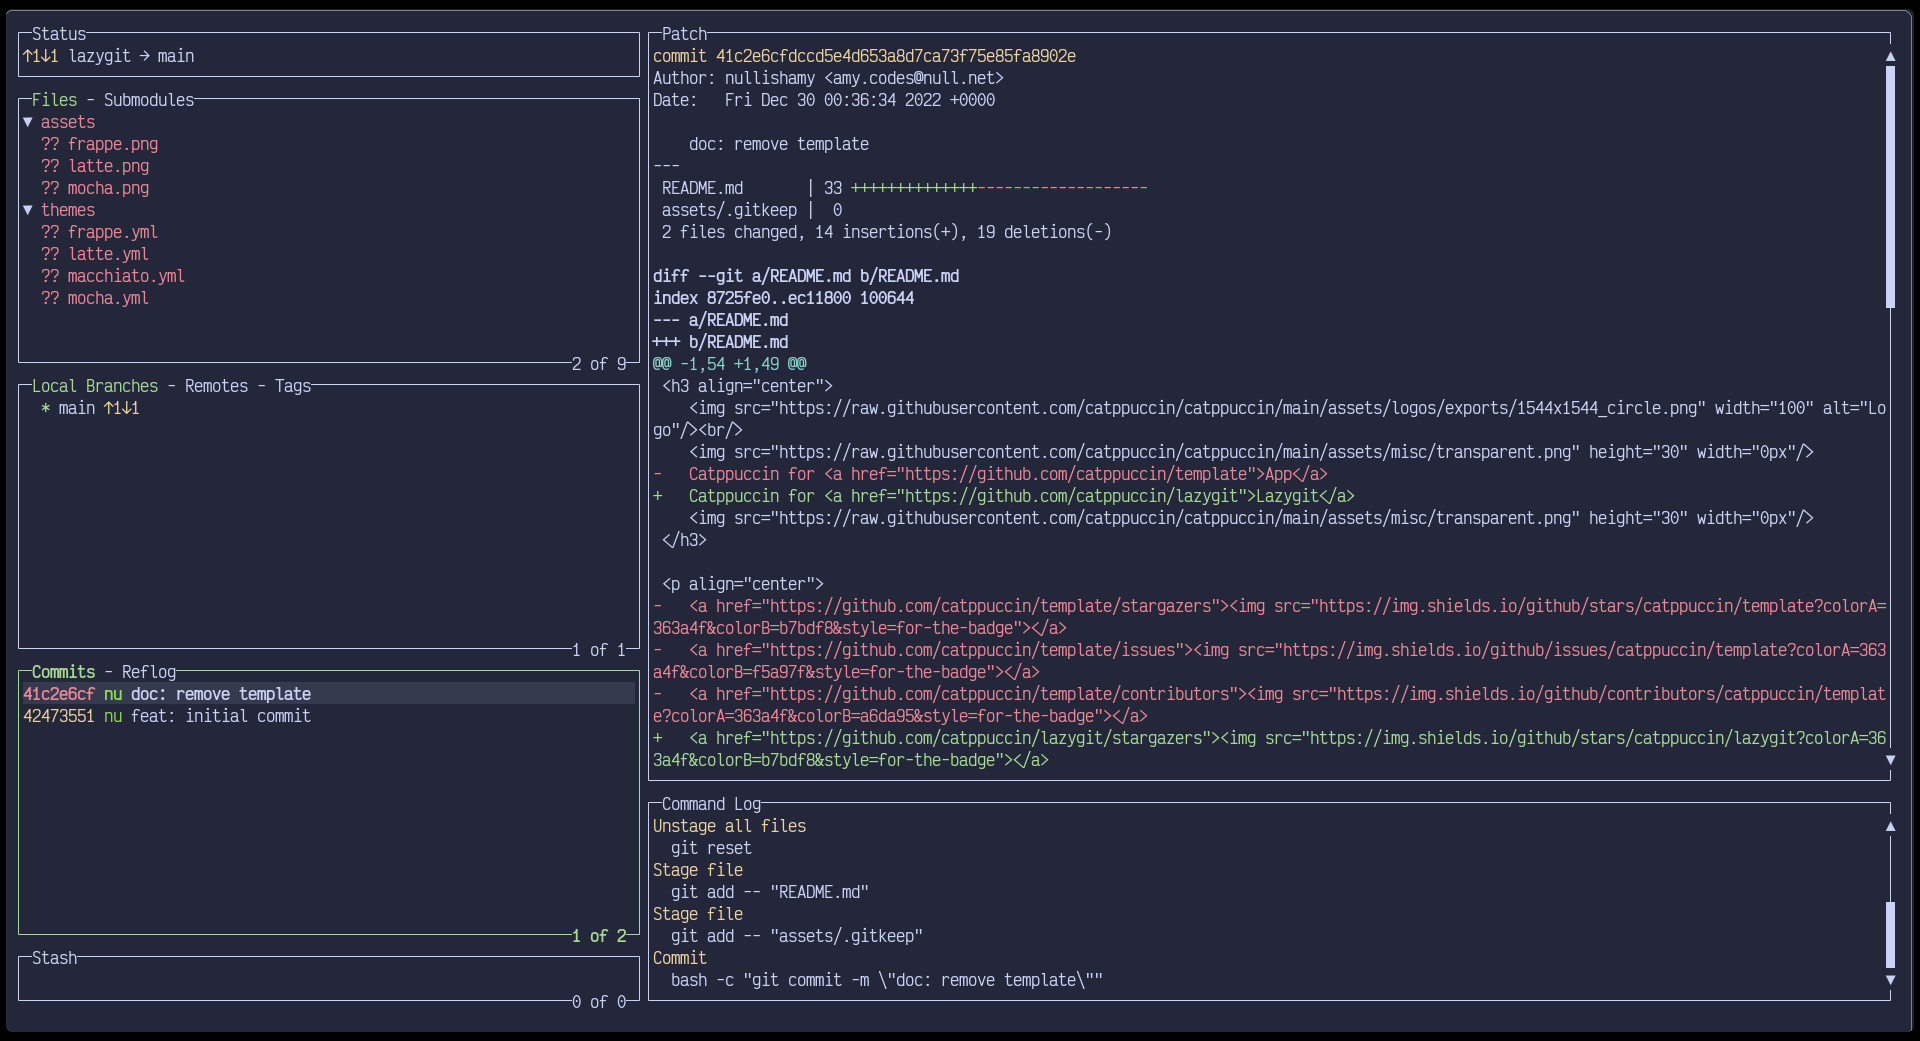 Status
↑1↓1 lazygit → main
Files - Submodules
▼ assets
?? frappe.png
?? latte.png
?? mocha.png
▼ themes
?? frappe.yml
?? latte.yml
?? macchiato.yml
?? mocha.yml
2 of 9
Local Branches - Remotes - Tags
* main ↑1↓1
1 of 1
Commits - Reflog
41c2e6cf nu doc: remove template
42473551 nu feat: initial commit
1 of 2
Stash
0 of 0
Patch
commit 41c2e6cfdccd5e4d653a8d7ca73f75e85fa8902e
Author: nullishamy <amy.codes@null.net>
Date:   Fri Dec 30 00:36:34 2022 +0000
    doc: remove template
---
 README.md       | 33 ++++++++++++++-------------------
 assets/.gitkeep |  0
 2 files changed, 14 insertions(+), 19 deletions(-)
diff --git a/README.md b/README.md
index 8725fe0..ec11800 100644
--- a/README.md
+++ b/README.md
@@ -1,54 +1,49 @@
 <h3 align="center">
    <img src="https://raw.githubusercontent.com/catppuccin/catppuccin/main/assets/logos/exports/1544x1544_circle.png" width="100" alt="Lo
go"/><br/>
    <img src="https://raw.githubusercontent.com/catppuccin/catppuccin/main/assets/misc/transparent.png" height="30" width="0px"/>
-   Catppuccin for <a href="https://github.com/catppuccin/template">App</a>
+   Catppuccin for <a href="https://github.com/catppuccin/lazygit">Lazygit</a>
    <img src="https://raw.githubusercontent.com/catppuccin/catppuccin/main/assets/misc/transparent.png" height="30" width="0px"/>
 </h3>
 <p align="center">
-   <a href="https://github.com/catppuccin/template/stargazers"><img src="https://img.shields.io/github/stars/catppuccin/template?colorA=
363a4f&colorB=b7bdf8&style=for-the-badge"></a>
-   <a href="https://github.com/catppuccin/template/issues"><img src="https://img.shields.io/github/issues/catppuccin/template?colorA=363
a4f&colorB=f5a97f&style=for-the-badge"></a>
-   <a href="https://github.com/catppuccin/template/contributors"><img src="https://img.shields.io/github/contributors/catppuccin/templat
e?colorA=363a4f&colorB=a6da95&style=for-the-badge"></a>
+   <a href="https://github.com/catppuccin/lazygit/stargazers"><img src="https://img.shields.io/github/stars/catppuccin/lazygit?colorA=36
3a4f&colorB=b7bdf8&style=for-the-badge"></a>
Command Log
Unstage all files
  git reset
Stage file
  git add -- "README.md"
Stage file
  git add -- "assets/.gitkeep"
Commit
  bash -c "git commit -m \"doc: remove template\""